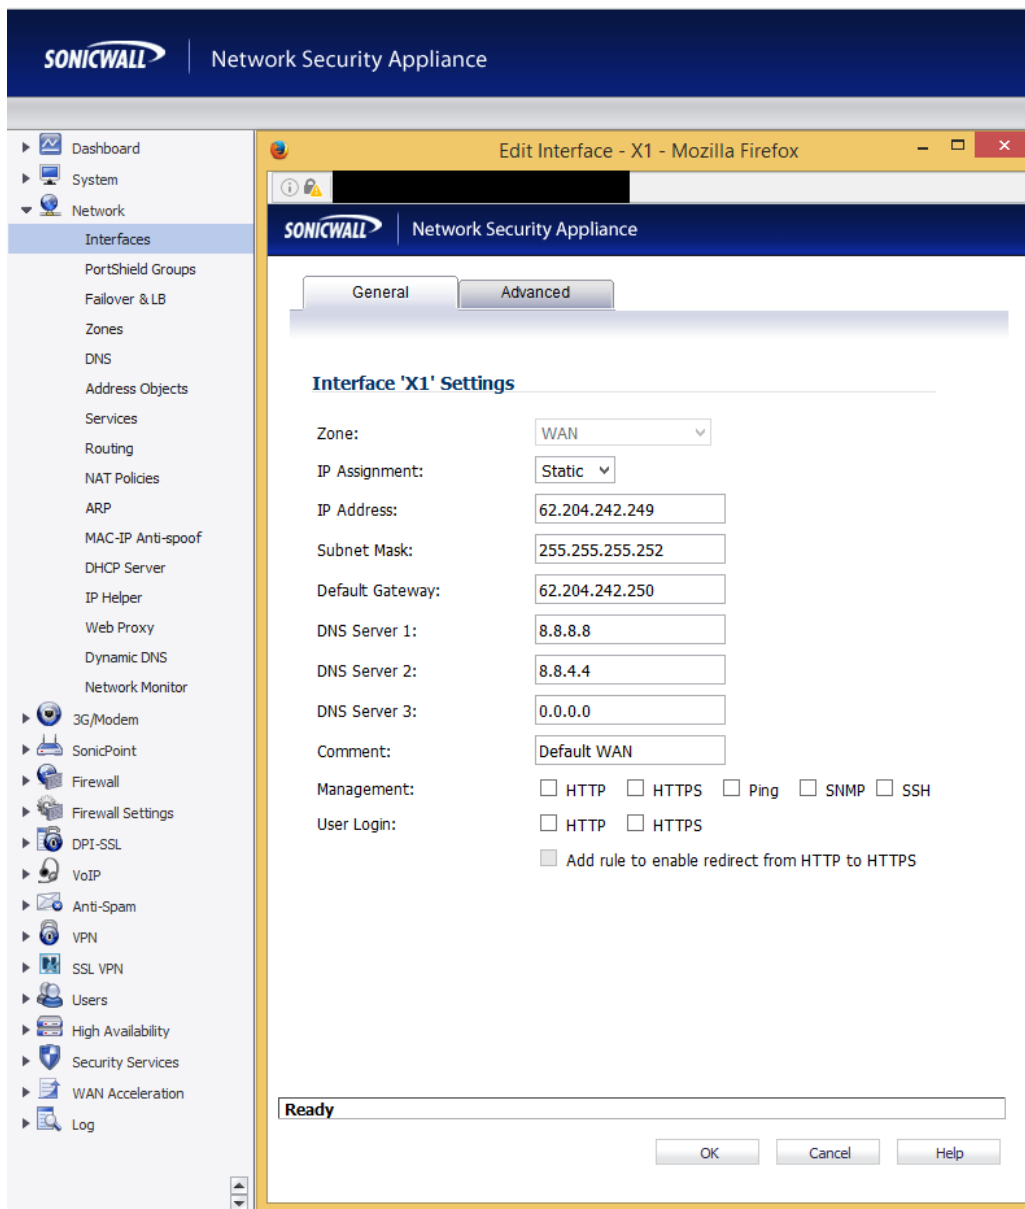 SONICWALL Network Security Appliance
Dashboard
System
Network
Interfaces
PortShield Groups
Failover & LB
Zones
DNS
Address Objects
Services
Routing
NAT Policies
ARP
MAC-IP Anti-spoof
DHCP Server
IP Helper
Web Proxy
Dynamic DNS
Network Monitor
3G/Modem
SonicPoint
Firewall
Firewall Settings
DPI-SSL
VoIP
Anti-Spam
VPN
SSL VPN
Users
High Availability
Security Services
WAN Acceleration
Log
Edit Interface - X1 - Mozilla Firefox
SONICWALL Network Security Appliance
General Advanced
Interface 'X1' Settings
Zone: WAN
IP Assignment: Static
IP Address: 62.204.242.249
Subnet Mask: 255.255.255.252
Default Gateway: 62.204.242.250
DNS Server 1: 8.8.8.8
DNS Server 2: 8.8.4.4
DNS Server 3: 0.0.0.0
Comment: Default WAN
Management: HTTP HTTPS Ping SNMP SSH
User Login: HTTP HTTPS
Add rule to enable redirect from HTTP to HTTPS
Ready
OK Cancel Help